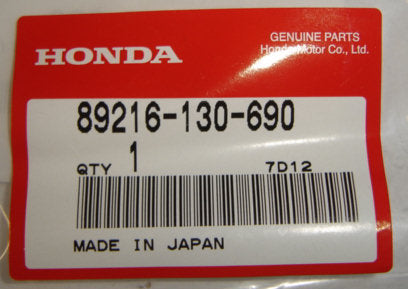 HONDA
GENUINE PARTS
Honda Motor Co., Ltd.
89216-130-690
QTY 1 7D12
MADE IN JAPAN